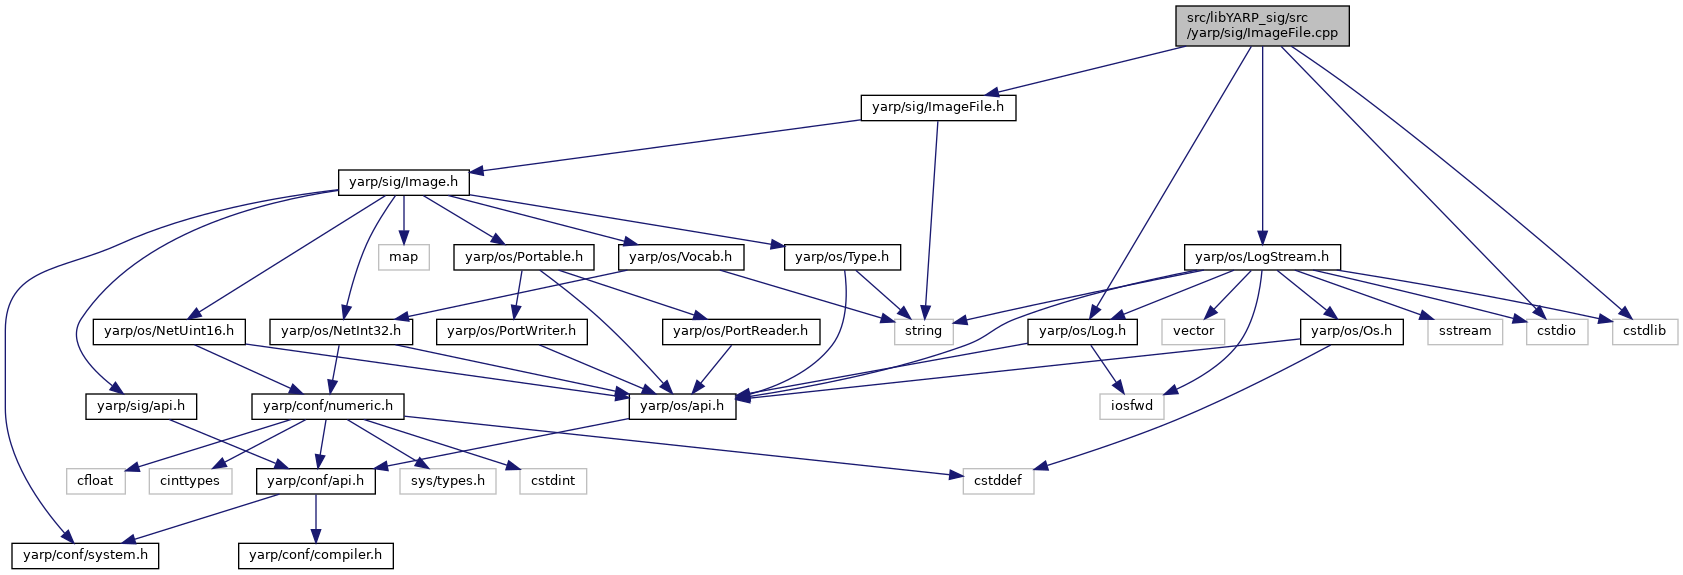 src/libYARP_sig/src
/yarp/sig/ImageFile.cpp
yarp/sig/ImageFile.h
yarp/sig/Image.h
map
yarp/os/Portable.h
yarp/os/Vocab.h
yarp/os/Type.h
yarp/os/LogStream.h
yarp/os/NetUint16.h
yarp/os/NetInt32.h
yarp/os/PortWriter.h
yarp/os/PortReader.h
string
yarp/os/Log.h
vector
yarp/os/Os.h
sstream
cstdio
cstdlib
yarp/sig/api.h
yarp/conf/numeric.h
yarp/os/api.h
iosfwd
cfloat
cinttypes
yarp/conf/api.h
sys/types.h
cstdint
cstddef
yarp/conf/system.h
yarp/conf/compiler.h